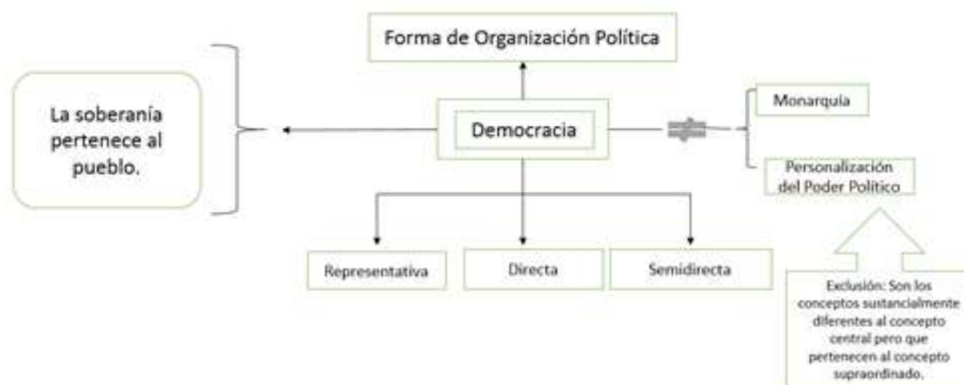 Forma de Organización Política
La soberanía
pertenece al
pueblo.
Democracia
Monarquía
Personalización
del Poder Político
Representativa
Directa
Semidirecta
Exclusión: Son los
conceptos sustancialmente
diferentes al concepto
central pero que
pertenecen al concepto
supraordinado.